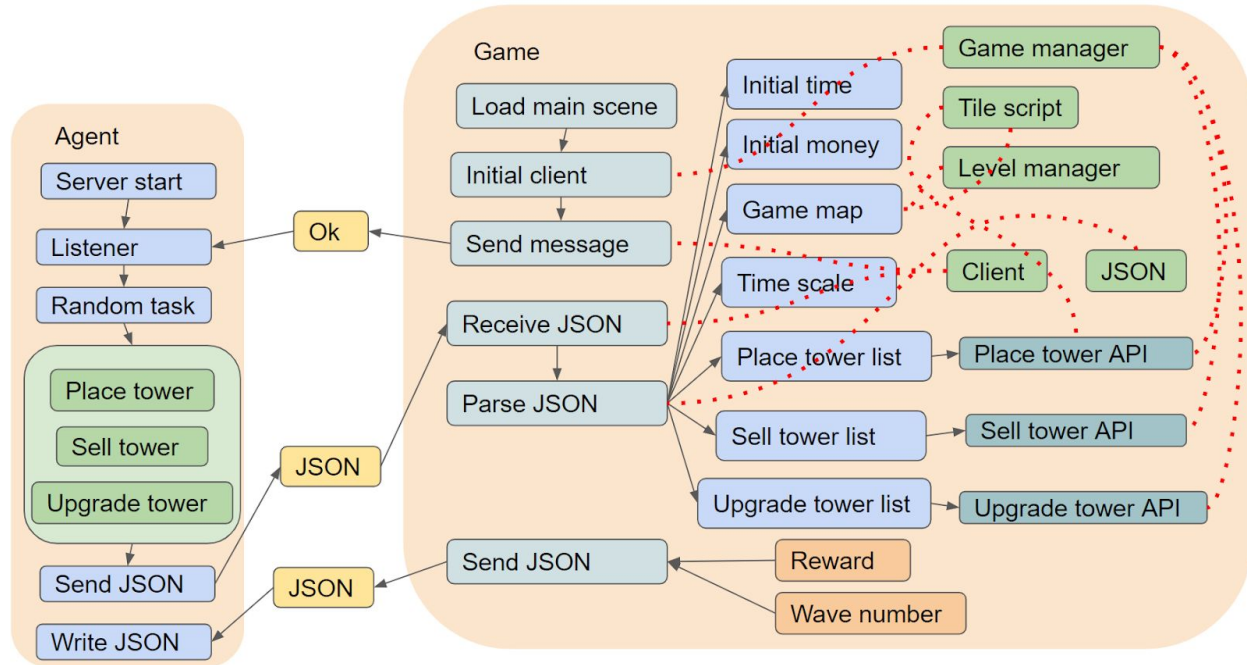 Agent
Server start
Listener
Random task
Place tower
Sell tower
Upgrade tower
Send JSON
Write JSON
Ok
JSON
JSON
Game
Load main scene
Initial client
Send message
Receive JSON
Parse JSON
Send JSON
Initial time
Initial money
Game map
Time scale
Place tower list
Sell tower list
Upgrade tower list
Reward
Wave number
Game manager
Tile script
Level manager
Client
JSON
Place tower API
Sell tower API
Upgrade tower API